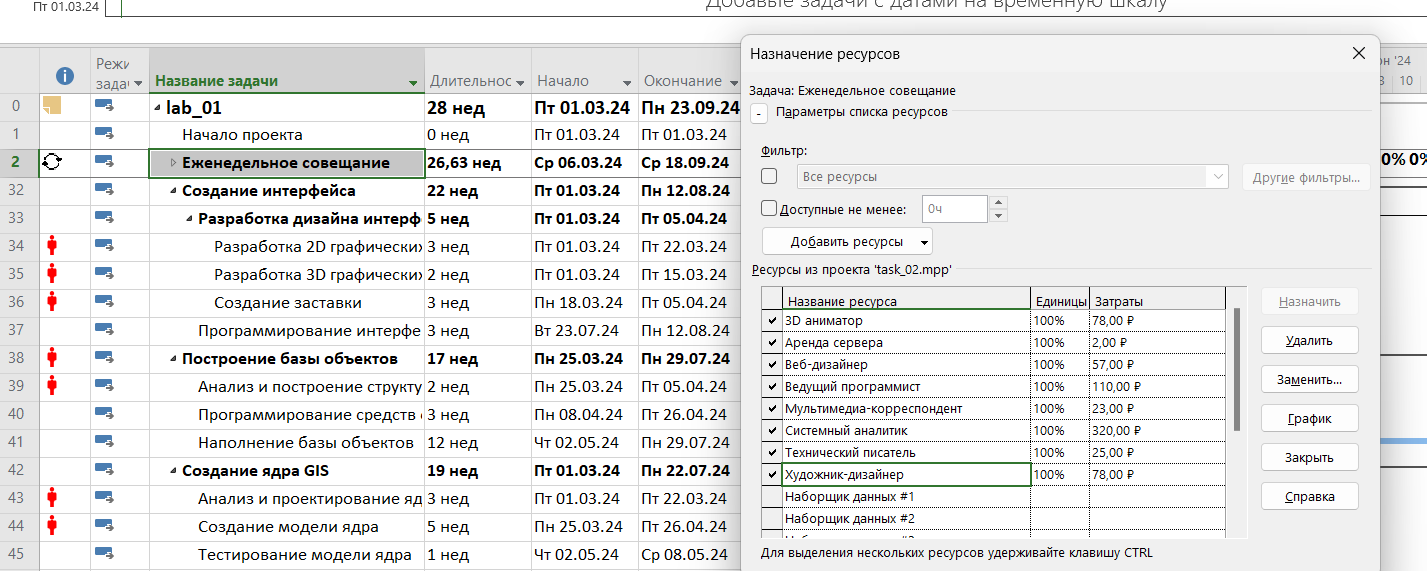 Пт 01.03.24
Добавьте задачи с датами на временную шкалу
Режи
зада
Название задачи
Длительнос
Начало
Окончание
0 lab_01 28 нед Пт 01.03.24 Пн 23.09.24
1 Начало проекта 0 нед Пт 01.03.24 Пт 01.03.24
2 Еженедельное совещание 26,63 нед Ср 06.03.24 Ср 18.09.24
32 Создание интерфейса 22 нед Пт 01.03.24 Пн 12.08.24
33 Разработка дизайна интерф 5 нед Пт 01.03.24 Пт 05.04.24
34 Разработка 2D графических 3 нед Пт 01.03.24 Пт 22.03.24
35 Разработка 3D графических 2 нед Пт 01.03.24 Пт 15.03.24
36 Создание заставки 3 нед Пн 18.03.24 Пт 05.04.24
37 Программирование интерфе 3 нед Вт 23.07.24 Пн 12.08.24
38 Построение базы объектов 17 нед Пн 25.03.24 Пн 29.07.24
39 Анализ и построение структу 2 нед Пн 25.03.24 Пт 05.04.24
40 Программирование средств 3 нед Пн 08.04.24 Пт 26.04.24
41 Наполнение базы объектов 12 нед Чт 02.05.24 Пн 29.07.24
42 Создание ядра GIS 19 нед Пт 01.03.24 Пн 22.07.24
43 Анализ и проектирование яд 3 нед Пт 01.03.24 Пт 22.03.24
44 Создание модели ядра 5 нед Пн 25.03.24 Пт 26.04.24
45 Тестирование модели ядра 1 нед Чт 02.05.24 Ср 08.05.24
Назначение ресурсов
Задача: Еженедельное совещание
- Параметры списка ресурсов
Фильтр:
Все ресурсы
Другие фильтры...
Доступные не менее: 0ч
Добавить ресурсы
Ресурсы из проекта 'task_02.mpp'
Название ресурса Единицы Затраты
3D аниматор 100% 78,00 ₽
Аренда сервера 100% 2,00 ₽
Веб-дизайнер 100% 57,00 ₽
Ведущий программист 100% 110,00 ₽
Мультимедиа-корреспондент 100% 23,00 ₽
Системный аналитик 100% 320,00 ₽
Технический писатель 100% 25,00 ₽
Художник-дизайнер 100% 78,00 ₽
Наборщик данных #1
Наборщик данных #2
Назначить
Удалить
Заменить...
График
Закрыть
Справка
Для выделения нескольких ресурсов удерживайте клавишу CTRL
он '24
3 10
0% 0%